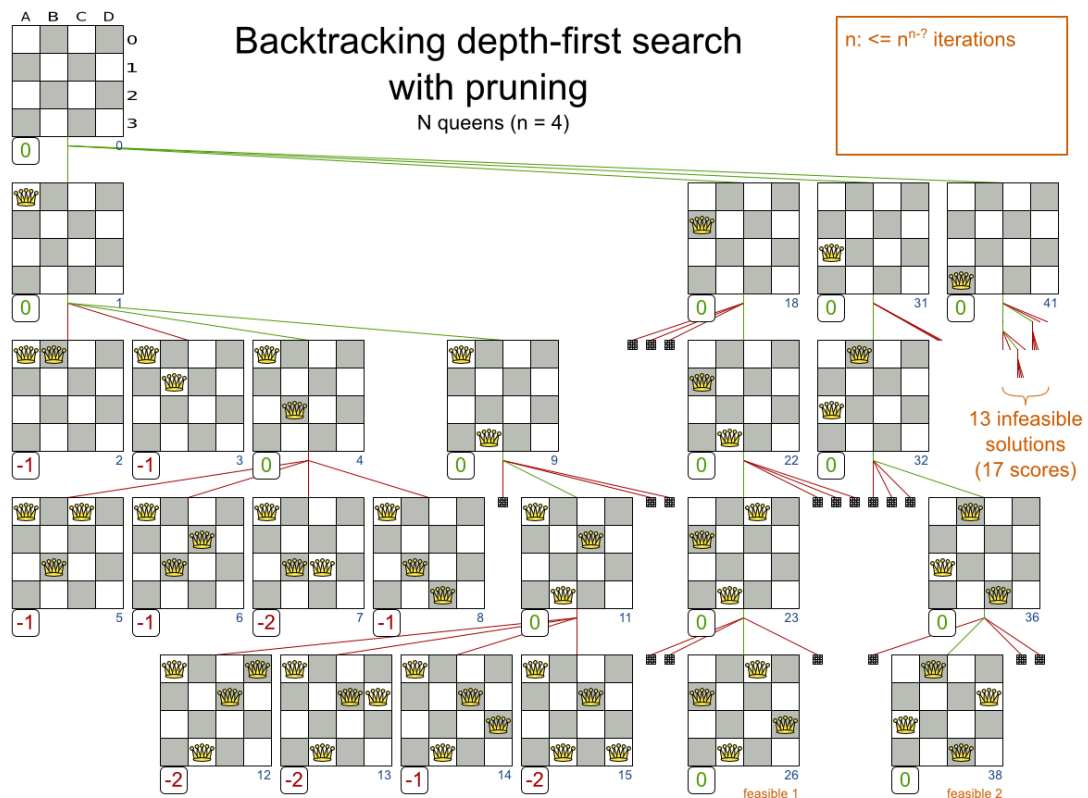 A B C D
Backtracking depth-first search
with pruning
N queens (n = 4)
n: <= n^n-? iterations
0
1
2
3
0 0
0 1
0 18
0 31
0 41
-1 2
-1 3
0 4
0 9
0 22
0 32
13 infeasible
solutions
(17 scores)
-1 5
-1 6
-2 7
-1 8
0 11
0 23
0 36
-2 12
-2 13
-1 14
-2 15
0 26
0 38
feasible 1
feasible 2